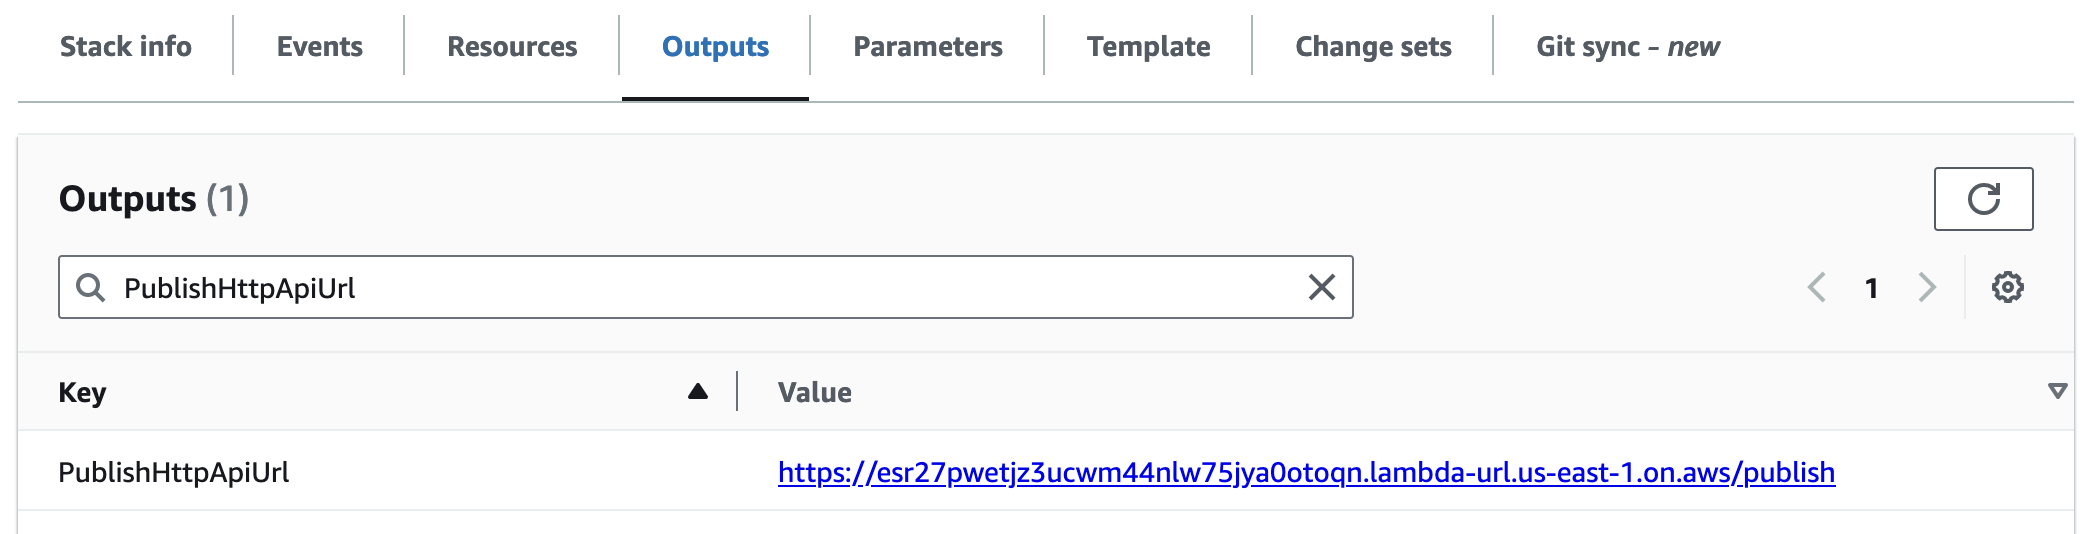 Stack info Events Resources Outputs Parameters Template Change sets Git sync - new
Outputs (1)
PublishHttpApiUrl
1
Key Value
PublishHttpApiUrl https://esr27pwetjz3ucwm44nlw75jya0otoqn.lambda-url.us-east-1.on.aws/publish